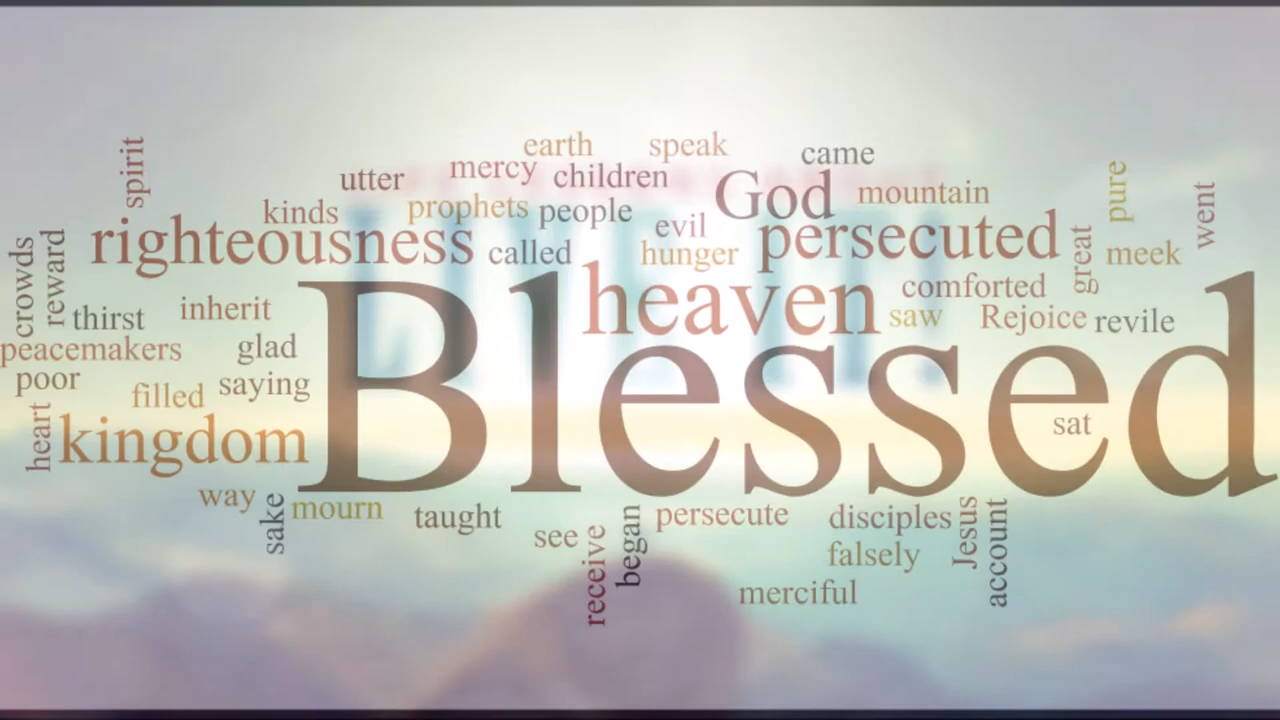 earth speak
came
mercy children
spirit
utter
God mountain
pure
kinds prophets people
went
evil
righteousness called hunger persecuted
great meek
crowds reward
heaven comforted
thirst inherit
saw Rejoice revile
peacemakers glad
Blessed
poor filled saying
heart kingdom
sat
way sake mourn taught
see receive began persecute disciples Jesus account
falsely
merciful